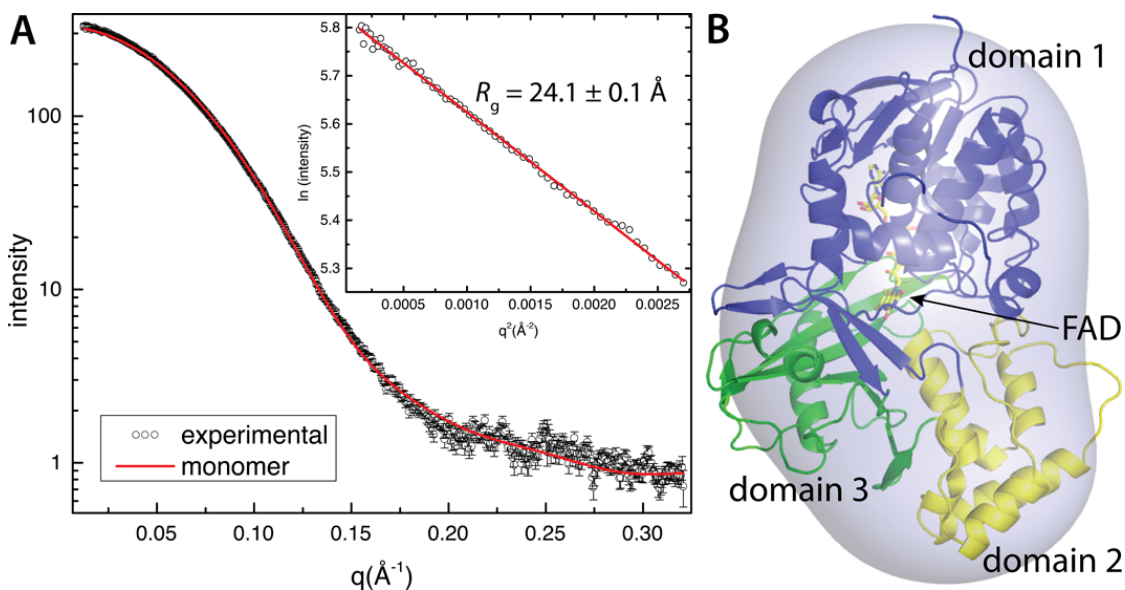 A
intensity
100
10
1
0.05
0.10
0.15
0.20
0.25
0.30
q(Å⁻¹)
experimental
monomer
ln (intensity)
5.8
5.7
5.6
5.5
5.4
5.3
0.0005
0.0010
0.0015
0.0020
0.0025
q²(Å⁻²)
Rg = 24.1 ± 0.1 Å
B
domain 1
FAD
domain 3
domain 2